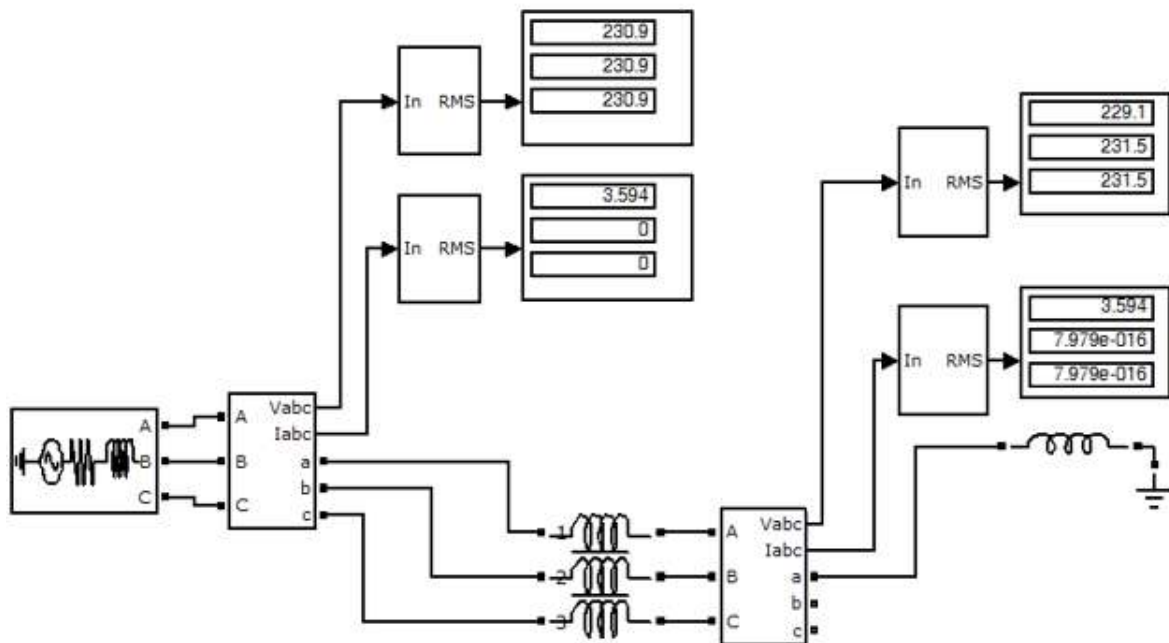 230.9
230.9
230.9
In RMS
3.594
0
0
In RMS
229.1
231.5
231.5
In RMS
3.594
7.979e-016
7.979e-016
In RMS
A
B
C
A
B
C
Vabc
Iabc
a
b
c
1
2
3
A
B
C
Vabc
Iabc
a
b
c